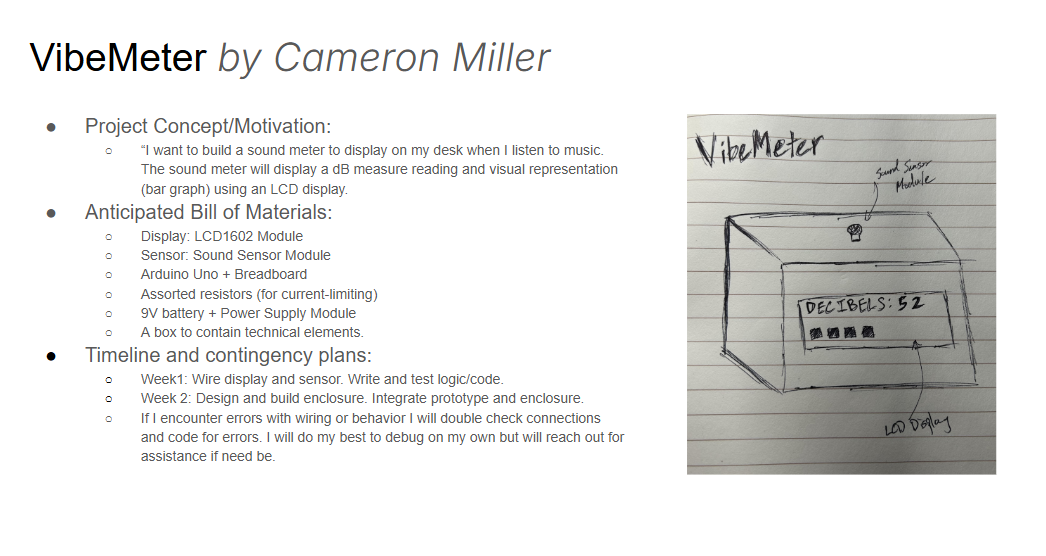 VibeMeter by Cameron Miller
● Project Concept/Motivation:
○ “I want to build a sound meter to display on my desk when I listen to music.
The sound meter will display a dB measure reading and visual representation
(bar graph) using an LCD display.
● Anticipated Bill of Materials:
○ Display: LCD1602 Module
○ Sensor: Sound Sensor Module
○ Arduino Uno + Breadboard
○ Assorted resistors (for current-limiting)
○ 9V battery + Power Supply Module
○ A box to contain technical elements.
● Timeline and contingency plans:
○ Week1: Wire display and sensor. Write and test logic/code.
○ Week 2: Design and build enclosure. Integrate prototype and enclosure.
○ If I encounter errors with wiring or behavior I will double check connections
and code for errors. I will do my best to debug on my own but will reach out for
assistance if need be.
VibeMeter
Sound Sensor
Module
DECIBELS: 52
LCD Display